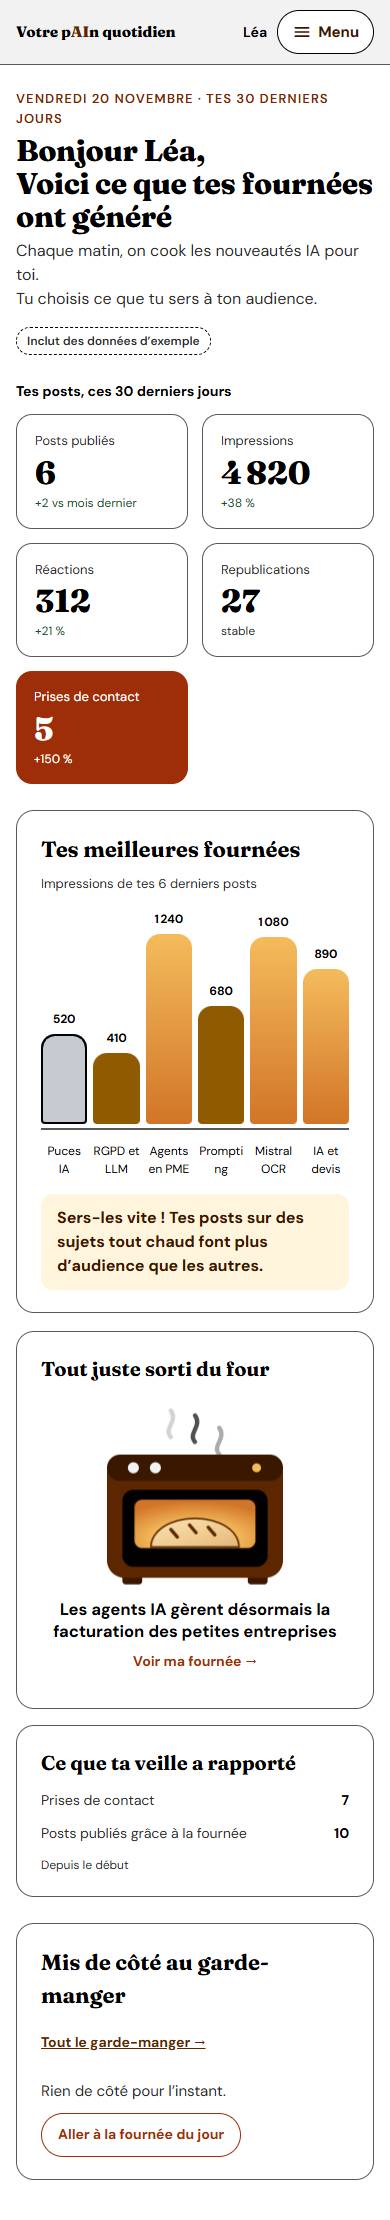 Votre pAIn quotidien
Léa
Menu
VENDREDI 20 NOVEMBRE · TES 30 DERNIERS
JOURS
Bonjour Léa,
Voici ce que tes fournées
ont généré
Chaque matin, on cook les nouveautés IA pour
toi.
Tu choisis ce que tu sers à ton audience.
Inclut des données d’exemple
Tes posts, ces 30 derniers jours
Posts publiés
6
+2 vs mois dernier
Impressions
4 820
+38 %
Réactions
312
+21 %
Republications
27
stable
Prises de contact
5
+150 %
Tes meilleures fournées
Impressions de tes 6 derniers posts
520
410
1 240
680
1 080
890
Puces
IA
RGPD et
LLM
Agents
en PME
Prompti
ng
Mistral
OCR
IA et
devis
Sers-les vite ! Tes posts sur des
sujets tout chaud font plus
d’audience que les autres.
Tout juste sorti du four
Les agents IA gèrent désormais la
facturation des petites entreprises
Voir ma fournée →
Ce que ta veille a rapporté
Prises de contact 7
Posts publiés grâce à la fournée 10
Depuis le début
Mis de côté au garde-
manger
Tout le garde-manger →
Rien de côté pour l’instant.
Aller à la fournée du jour